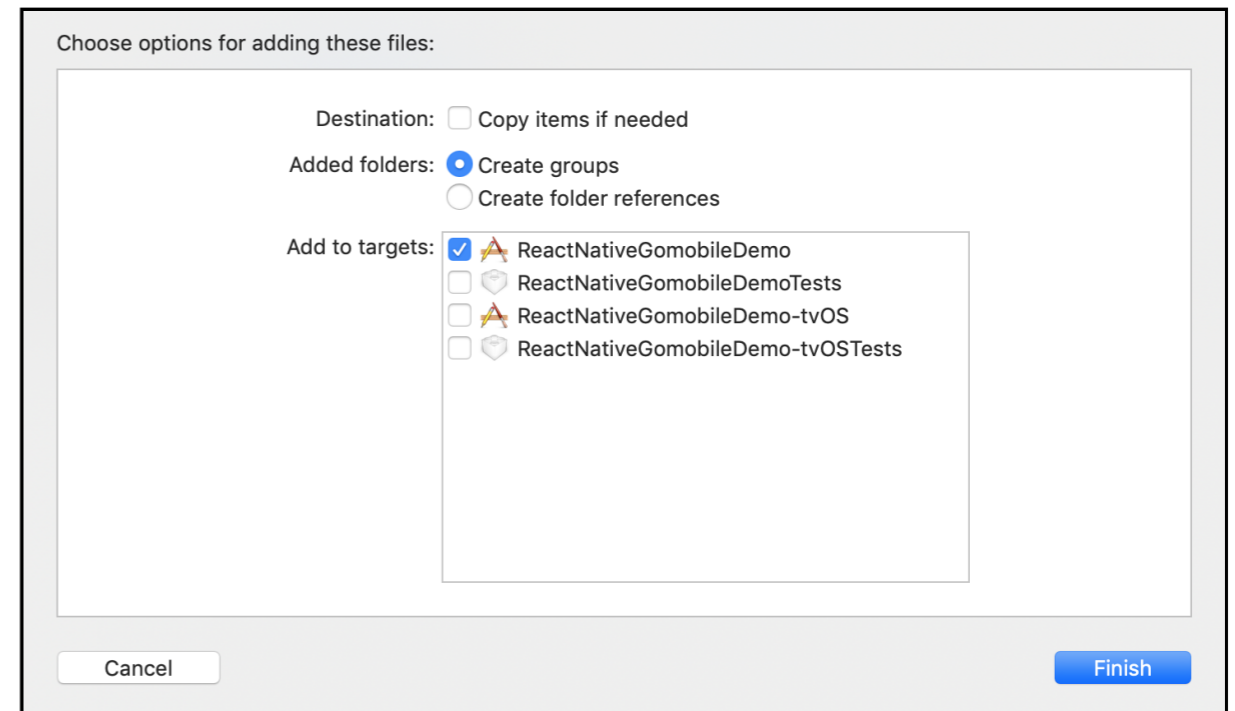 Choose options for adding these files:
Destination: Copy items if needed
Added folders: Create groups
Create folder references
Add to targets: ReactNativeGomobileDemo
ReactNativeGomobileDemoTests
ReactNativeGomobileDemo-tvOS
ReactNativeGomobileDemo-tvOSTests
Cancel Finish